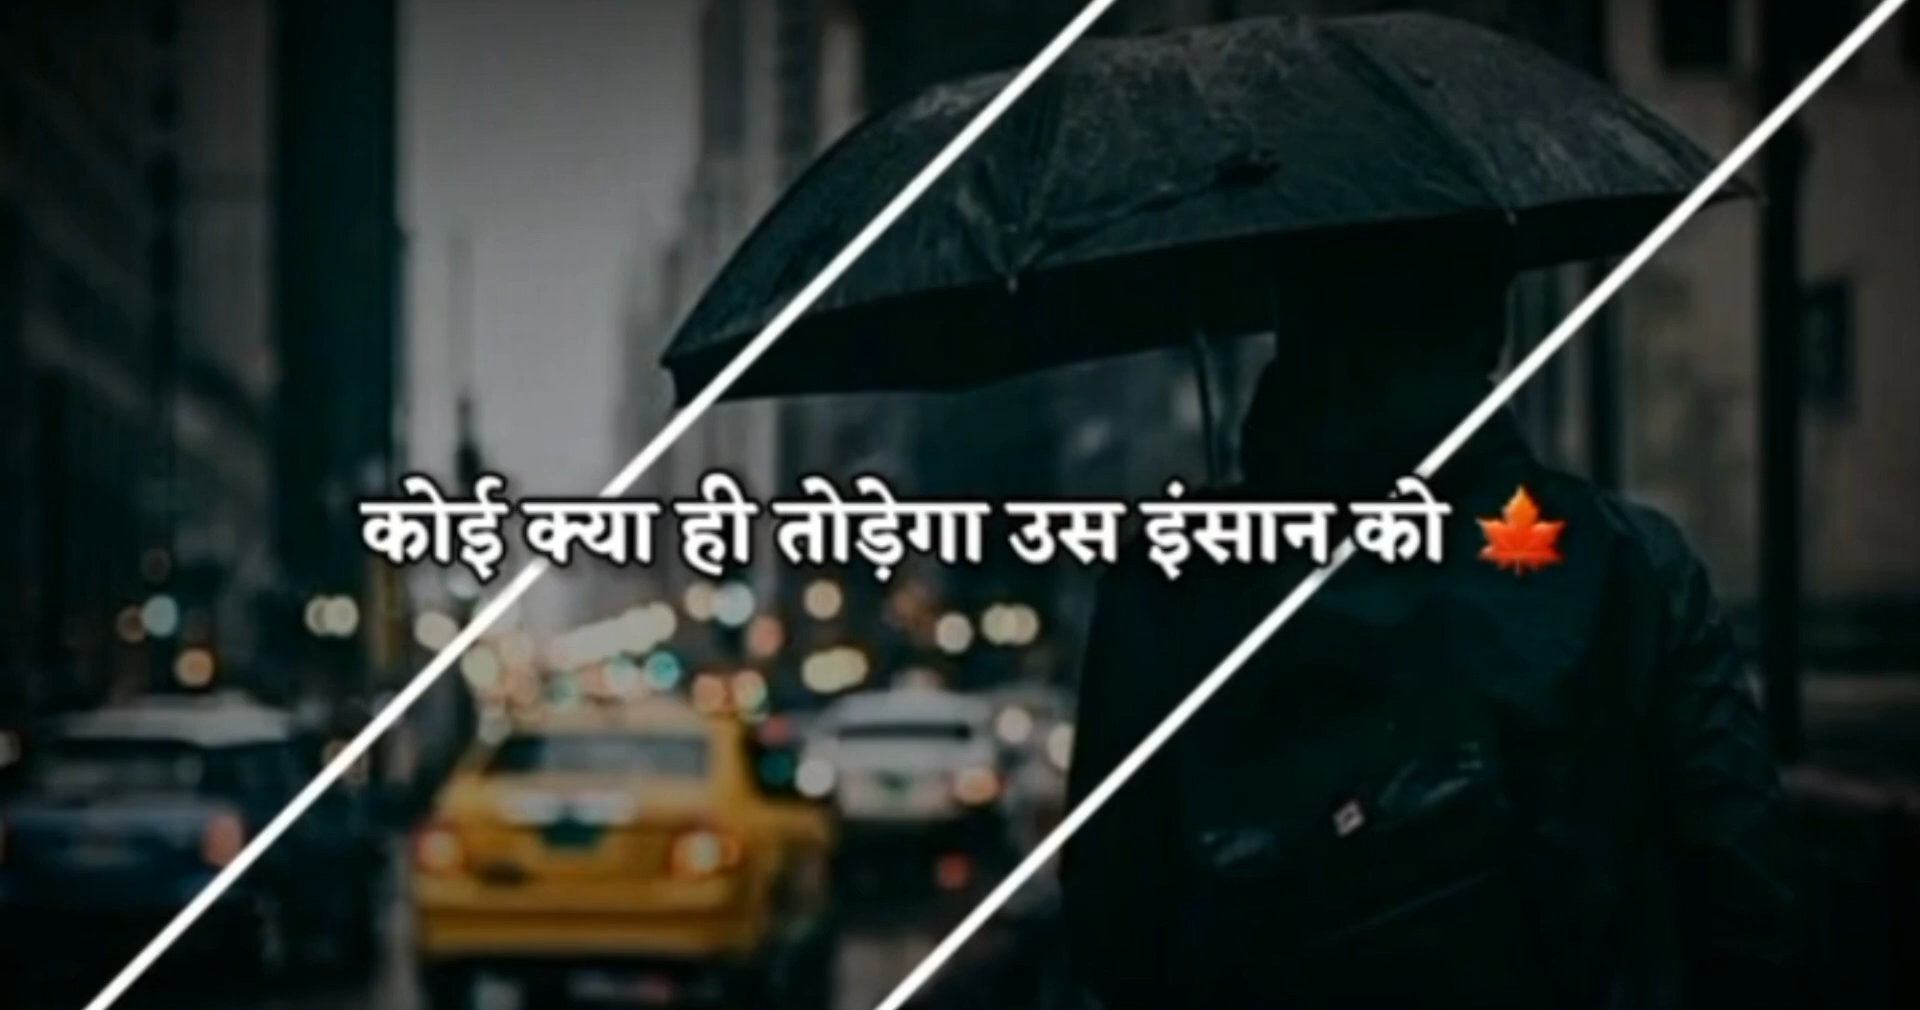 कोई क्या ही तोड़ेगा उस इंसान को 🍁